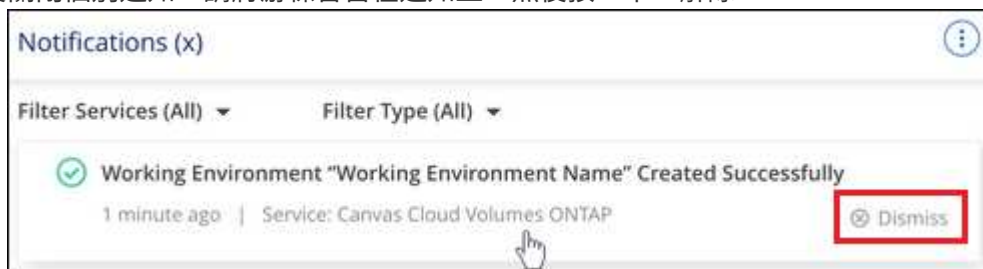 Notifications (x)
Filter Services (All)
Filter Type (All)
Working Environment “Working Environment Name” Created Successfully
1 minute ago | Service: Canvas Cloud Volumes ONTAP
Dismiss